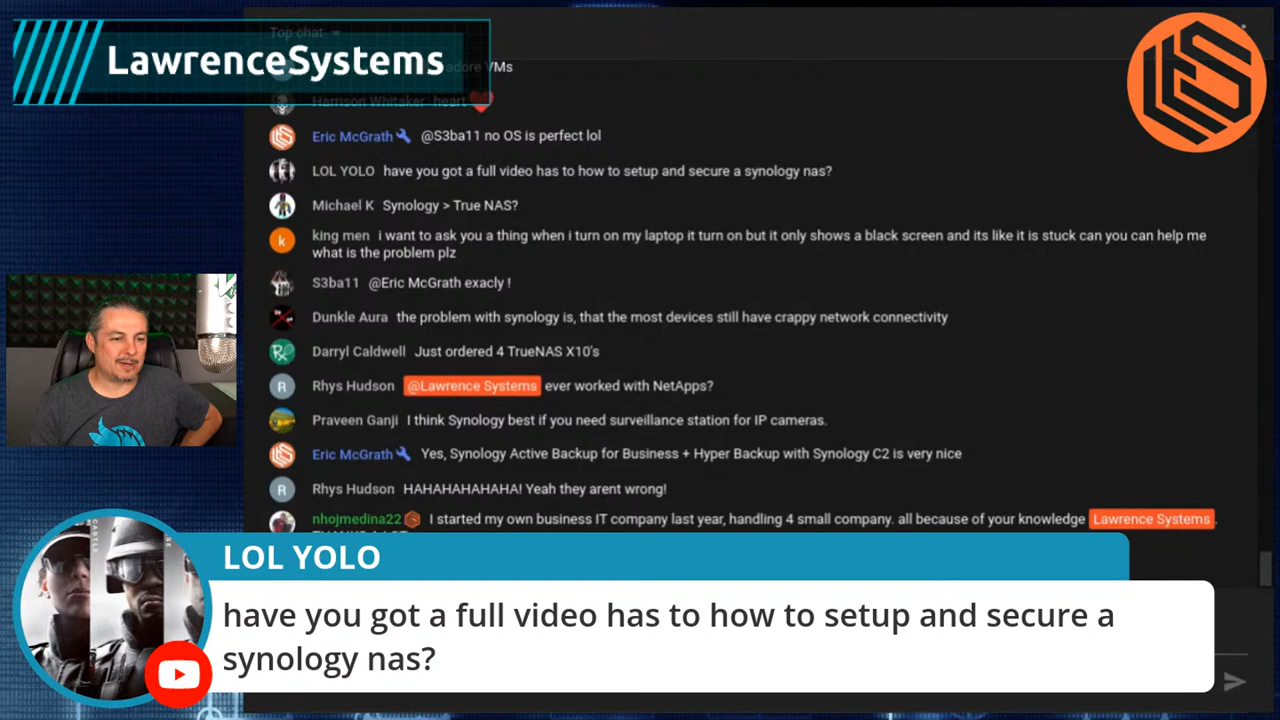 Top chat
LawrenceSystems
adore VMs
Harrison Whitaker heart
Eric McGrath @S3ba11 no OS is perfect lol
LOL YOLO have you got a full video has to how to setup and secure a synology nas?
Michael K Synology > True NAS?
king men i want to ask you a thing when i turn on my laptop it turn on but it only shows a black screen and its like it is stuck can you can help me
what is the problem plz
S3ba11 @Eric McGrath exacly !
Dunkle Aura the problem with synology is, that the most devices still have crappy network connectivity
Darryl Caldwell Just ordered 4 TrueNAS X10's
R Rhys Hudson @Lawrence Systems ever worked with NetApps?
Praveen Ganji I think Synology best if you need surveillance station for IP cameras.
Eric McGrath Yes, Synology Active Backup for Business + Hyper Backup with Synology C2 is very nice
R Rhys Hudson HAHAHAHAHAHA! Yeah they arent wrong!
nhojmedina22 I started my own business IT company last year, handling 4 small company. all because of your knowledge Lawrence Systems.
LOL YOLO
have you got a full video has to how to setup and secure a
synology nas?